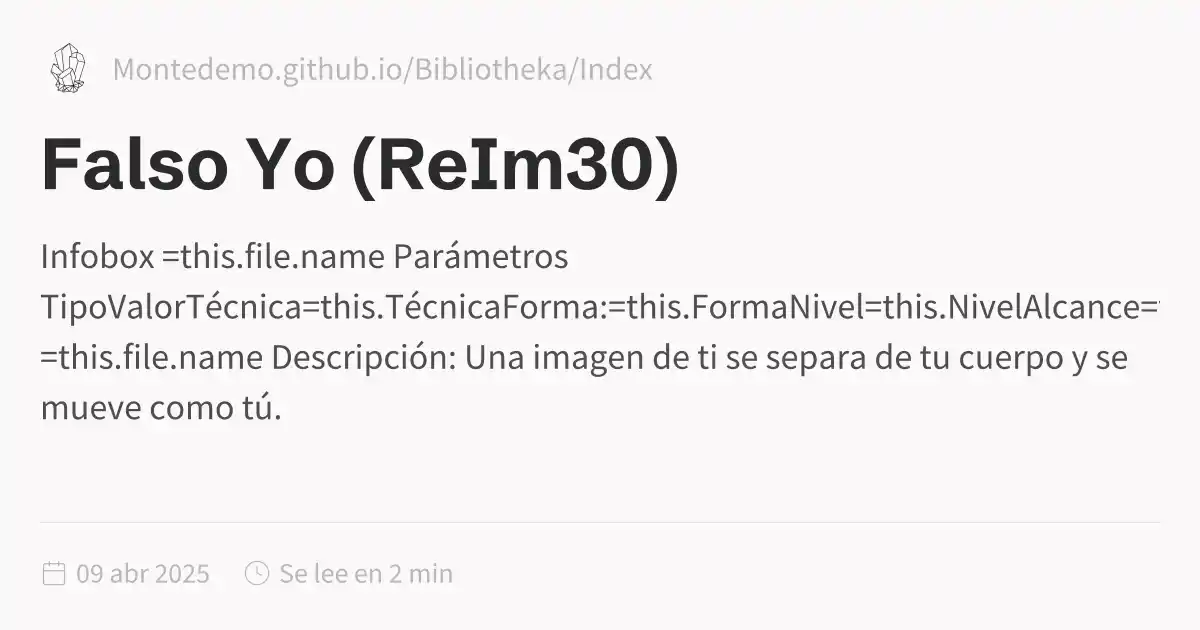 Montedemo.github.io/Bibliotheka/Index
Falso Yo (ReIm30)
Infobox =this.file.name Parámetros
TipoValorTécnica=this.TécnicaForma:=this.FormaNivel=this.NivelAlcance=
=this.file.name Descripción: Una imagen de ti se separa de tu cuerpo y se
mueve como tú.
09 abr 2025 Se lee en 2 min